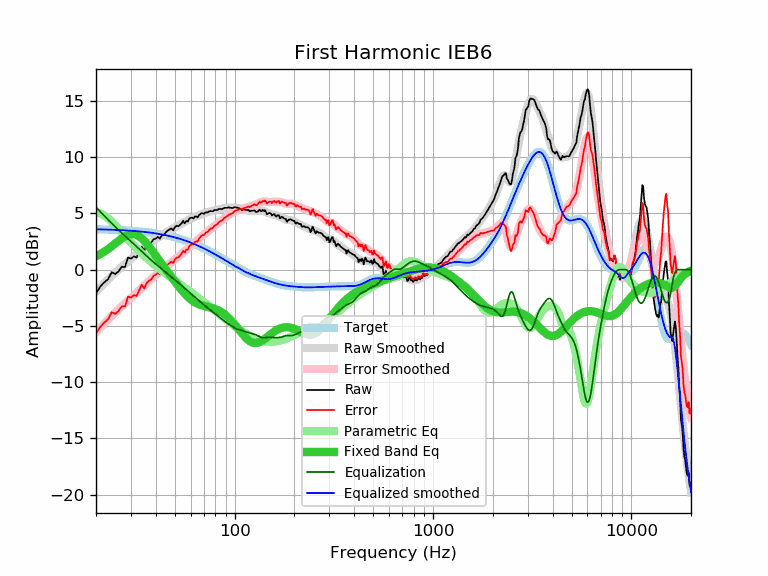 First Harmonic IEB6
Amplitude (dBr)
15
10
5
0
−5
−10
−15
−20
100
1000
10000
Frequency (Hz)
Target
Raw Smoothed
Error Smoothed
Raw
Error
Parametric Eq
Fixed Band Eq
Equalization
Equalized smoothed